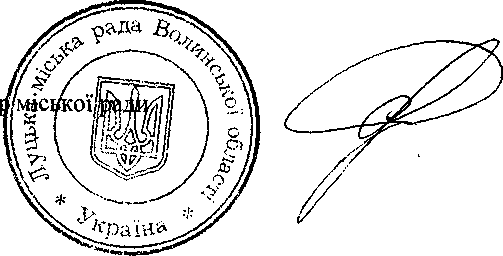 Луцька міська рада Волинської області
* Україна *
р міської ради